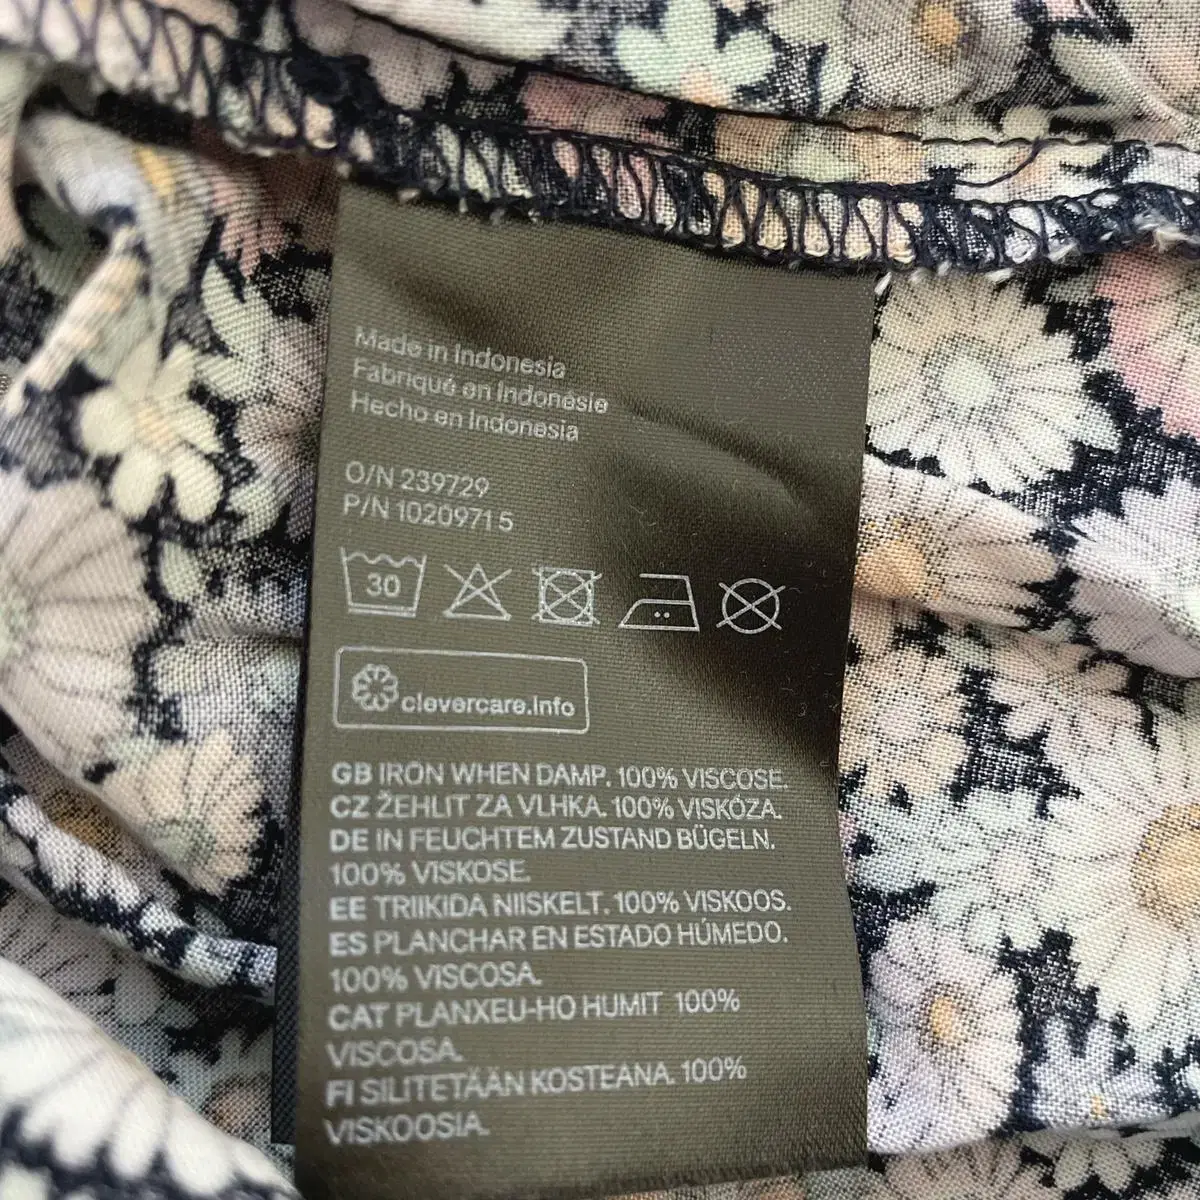 Made in Indonesia
Fabriqué en Indonésie
Hecho en Indonesia
O/N 239729
P/N 10209715
30
clevercare.info
GB IRON WHEN DAMP. 100% VISCOSE.
CZ ŽEHLIT ZA VLHKA. 100% VISKÓZA.
DE IN FEUCHTEM ZUSTAND BÜGELN.
100% VISKOSE.
EE TRIIKIDA NIISKELT. 100% VISKOOS.
ES PLANCHAR EN ESTADO HÚMEDO.
100% VISCOSA.
CAT PLANXEU-HO HUMIT 100%
VISCOSA.
FI SILITETÄÄN KOSTEANA. 100%
VISKOOSIA.